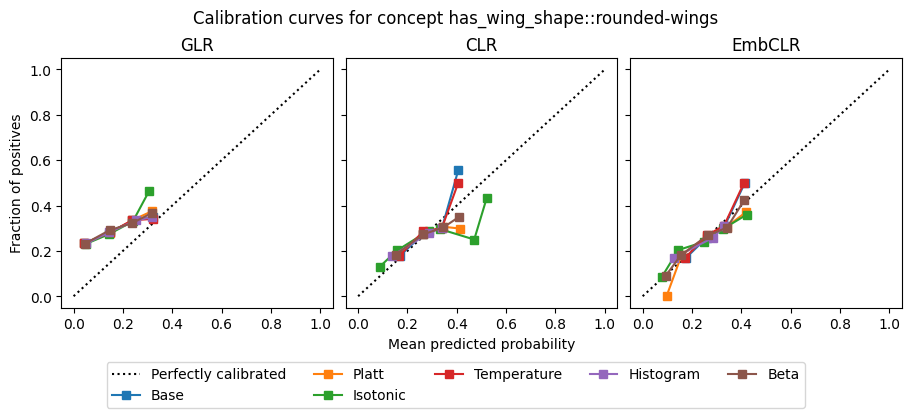 Calibration curves for concept has_wing_shape::rounded-wings
GLR CLR EmbCLR
1.0
0.8
0.6
0.4
0.2
0.0
Fraction of positives
0.0 0.2 0.4 0.6 0.8 1.0 0.0 0.2 0.4 0.6 0.8 1.0 0.0 0.2 0.4 0.6 0.8 1.0
Mean predicted probability
Perfectly calibrated Platt Temperature Histogram Beta
Base Isotonic